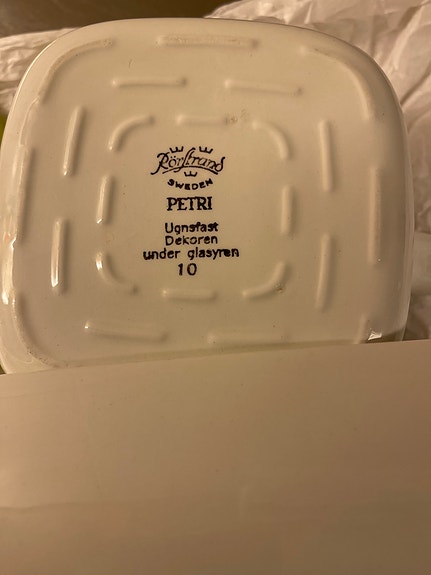 Rörstrand
SWEDEN
PETRI
Ugnsfast
Dekoren
under glasyren
10